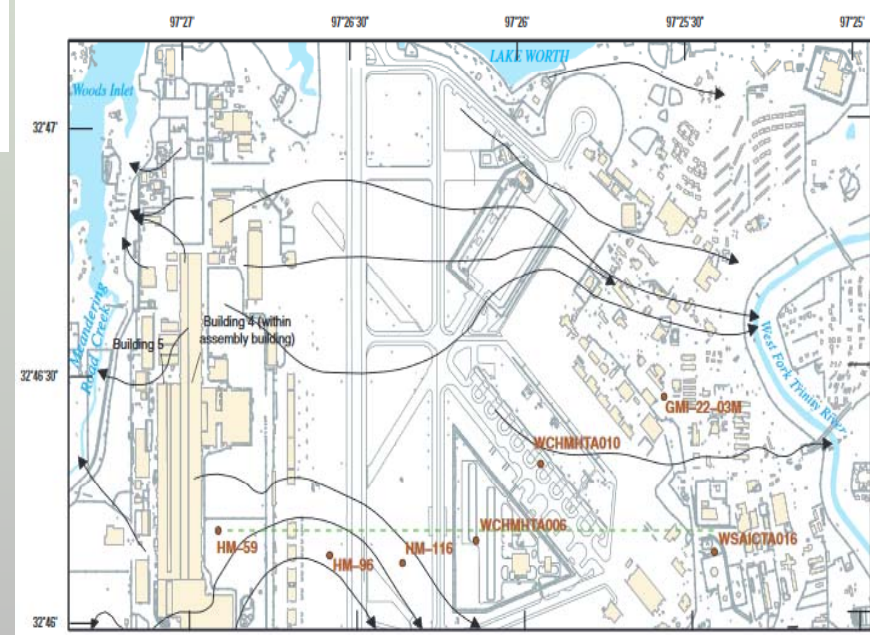 97°27'
97°26'30"
97°26'
97°25'30"
97°25'
LAKE WORTH
Woods Inlet
32°47'
Meandering
Road Creek
Building 5
Building 4 (within
assembly building)
West Fork Trinity River
32°46'30"
GMI-22-03M
WCHMHTA010
WCHMHTA006
HM-59
HM-96
HM-116
WSAICTA016
32°46'